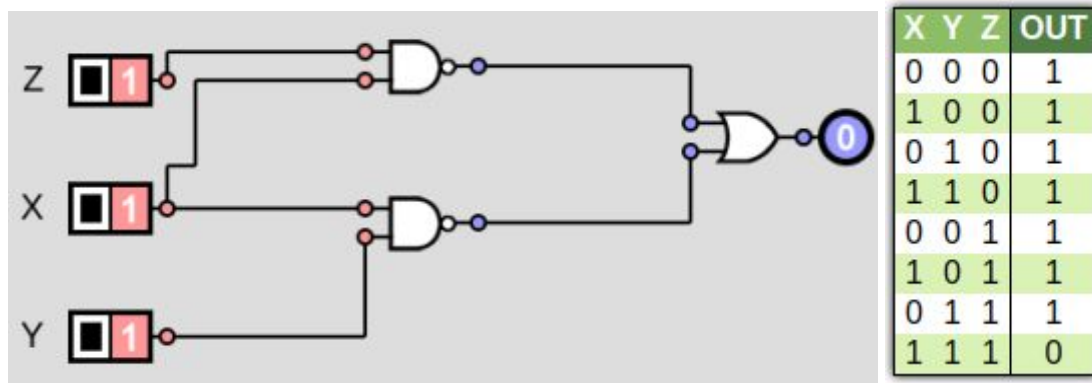 Z 1
X 1
Y 1
0
X Y Z OUT
0 0 0 1
1 0 0 1
0 1 0 1
1 1 0 1
0 0 1 1
1 0 1 1
0 1 1 1
1 1 1 0